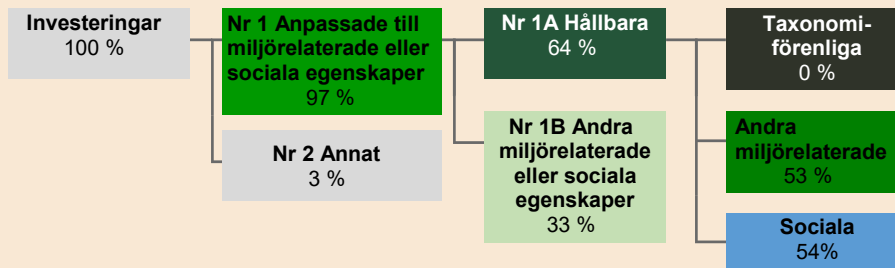 Investeringar
100 %
Nr 1 Anpassade till
miljörelaterade eller
sociala egenskaper
97 %
Nr 2 Annat
3 %
Nr 1A Hållbara
64 %
Nr 1B Andra
miljörelaterade
eller sociala
egenskaper
33 %
Taxonomi-
förenliga
0 %
Andra
miljörelaterade
53 %
Sociala
54%